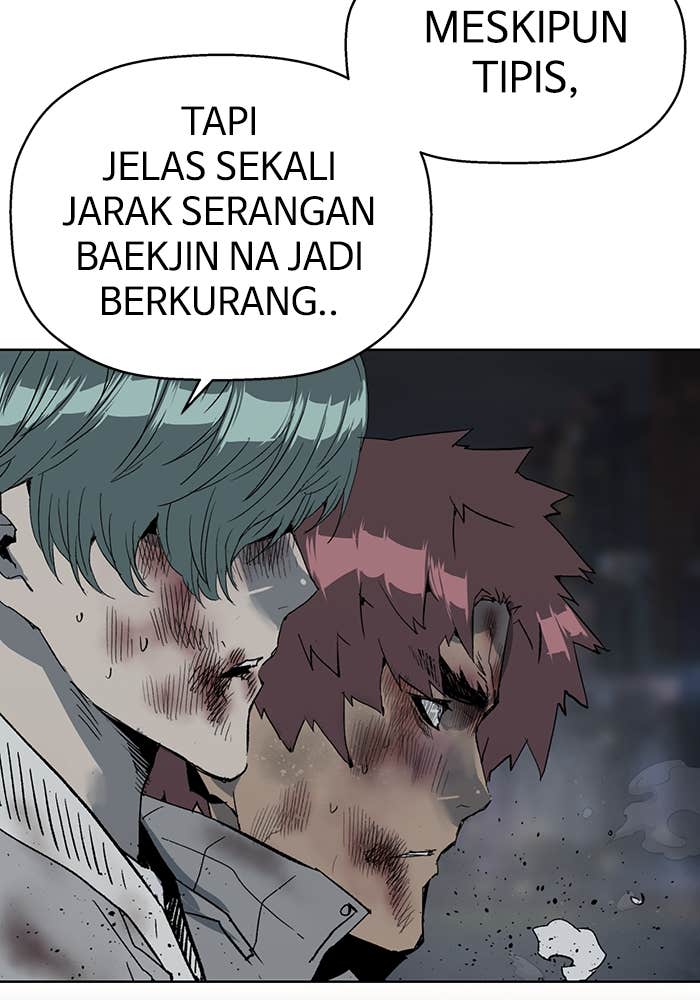 MESKIPUN
TIPIS,
TAPI
JELAS SEKALI
JARAK SERANGAN
BAEKJIN NA JADI
BERKURANG..